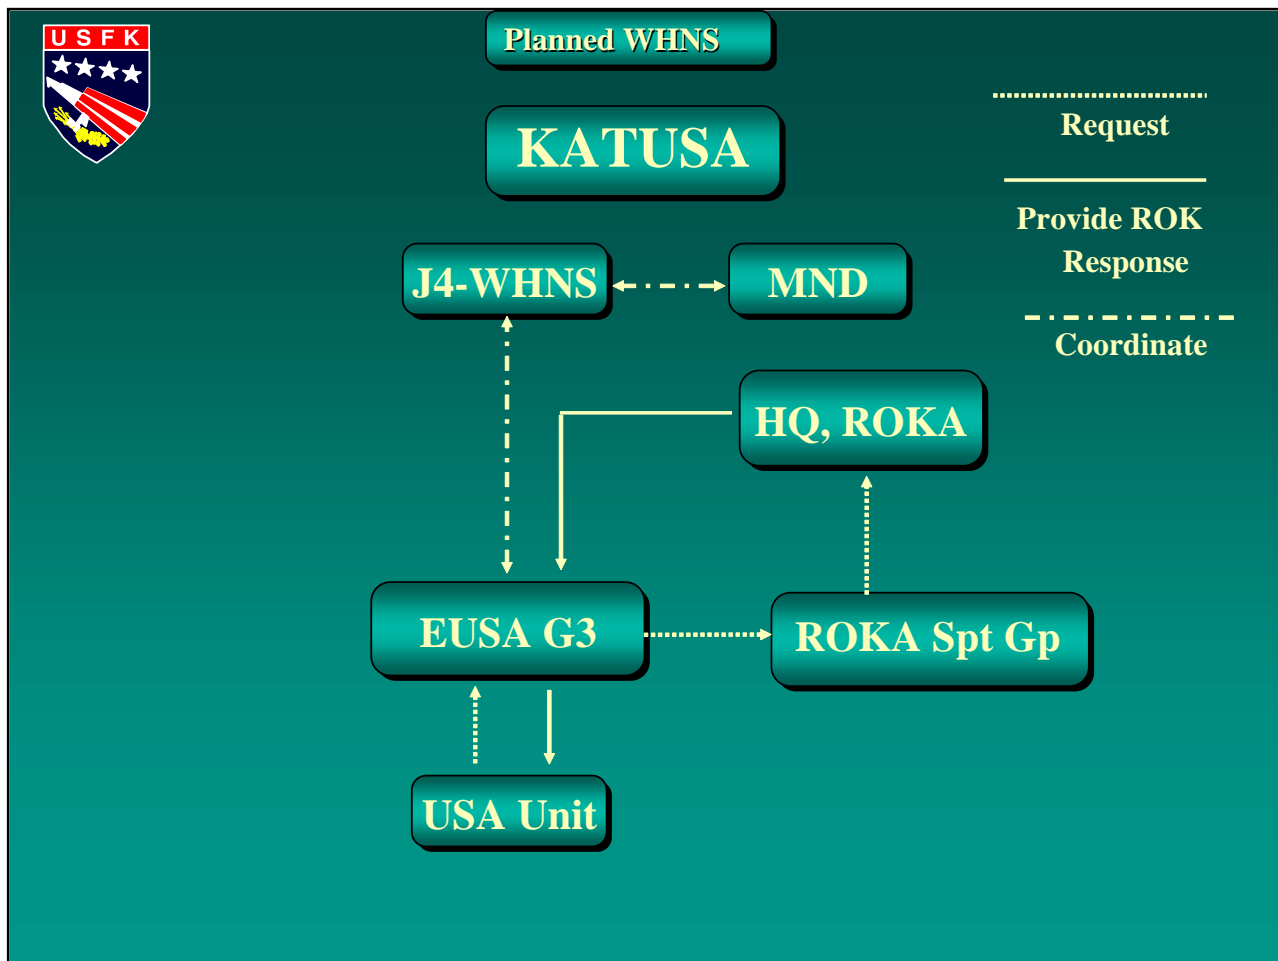 USFK
Planned WHNS
KATUSA
Request
Provide ROK
Response
Coordinate
J4-WHNS
MND
HQ, ROKA
EUSA G3
ROKA Spt Gp
USA Unit